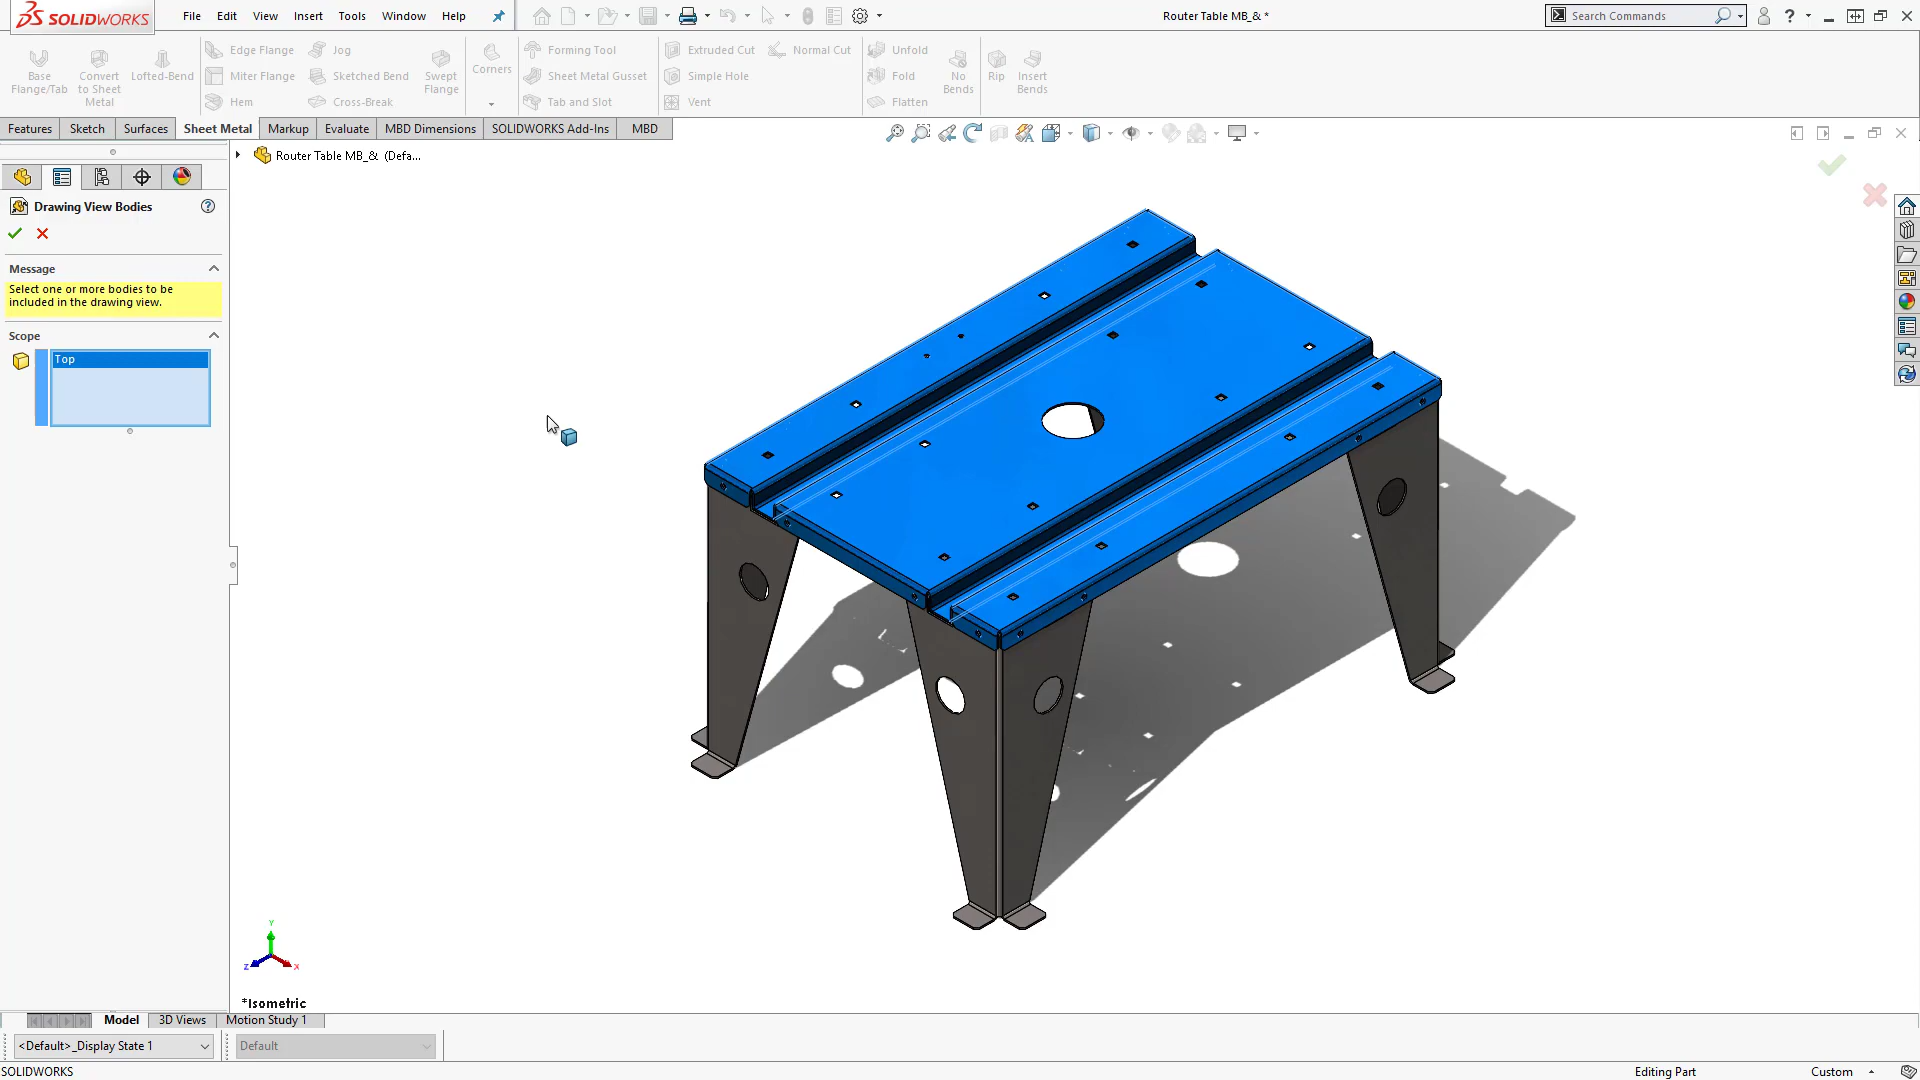 SOLIDWORKS
File Edit View Insert Tools Window Help
Router Table MB_& *
Search Commands
Base Flange/Tab
Convert to Sheet Metal
Lofted-Bend
Edge Flange
Miter Flange
Hem
Jog
Sketched Bend
Cross-Break
Swept Flange
Corners
Forming Tool
Sheet Metal Gusset
Tab and Slot
Extruded Cut
Simple Hole
Vent
Normal Cut
Unfold
Fold
Flatten
No Bends
Rip
Insert Bends
Features Sketch Surfaces Sheet Metal Markup Evaluate MBD Dimensions SOLIDWORKS Add-Ins MBD
Router Table MB_& (Defa...
Drawing View Bodies
Message
Select one or more bodies to be
included in the drawing view.
Scope
Top
Y
Z
X
*Isometric
Model 3D Views Motion Study 1
<Default>_Display State 1
Default
SOLIDWORKS
Editing Part
Custom